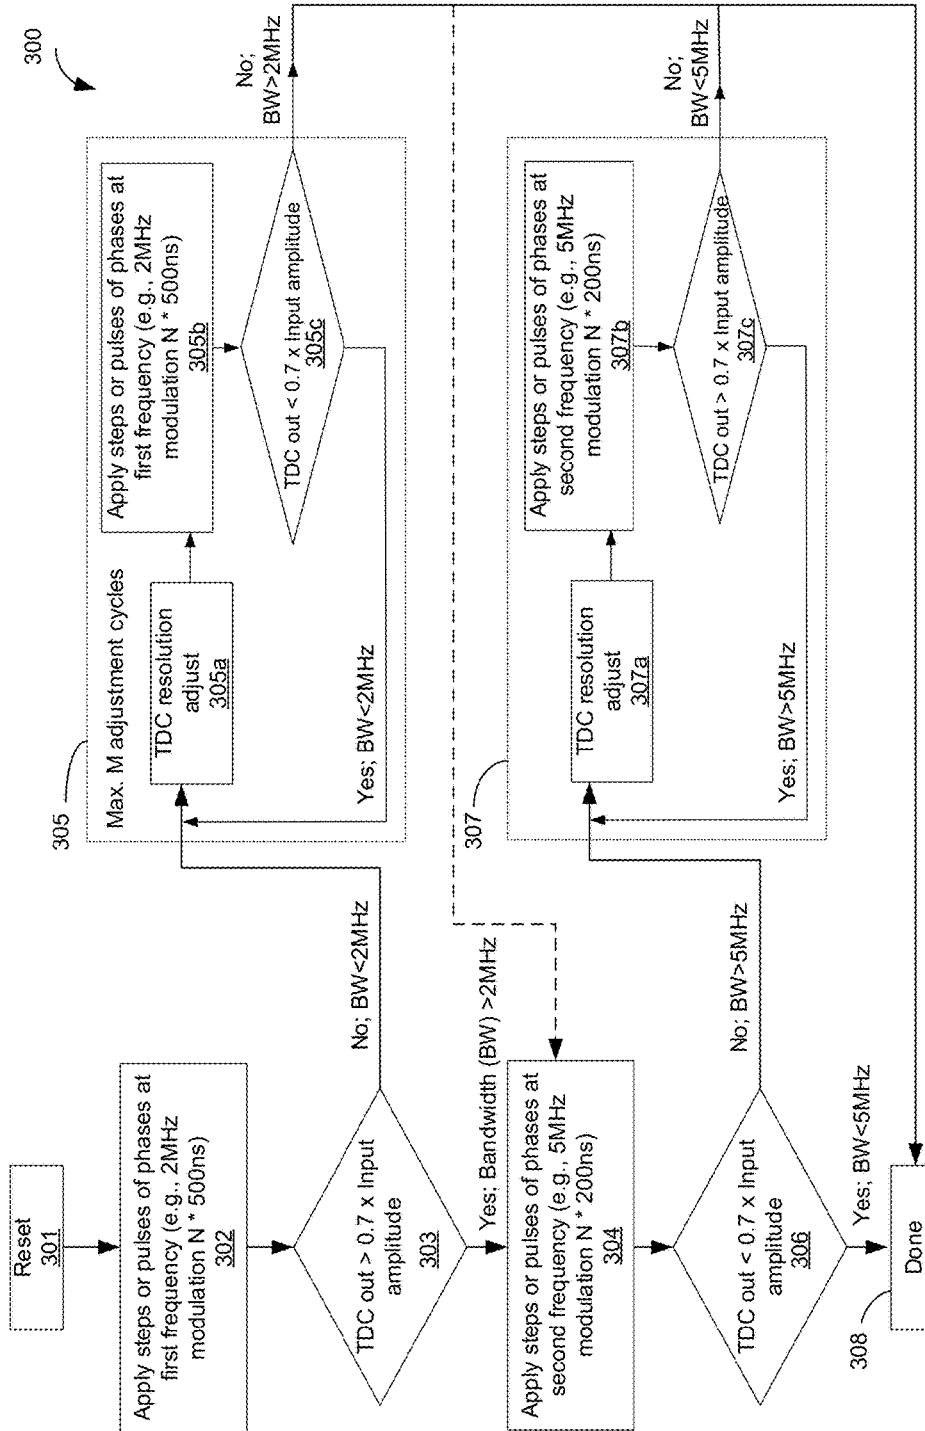 300
Reset
301
Apply steps or pulses of phases at
first frequency (e.g., 2MHz
modulation N * 500ns)
302
TDC out > 0.7 x Input
amplitude
303
No; BW<2MHz
Yes; Bandwidth (BW) >2MHz
Apply steps or pulses of phases at
second frequency (e.g., 5MHz
modulation N * 200ns)
304
TDC out < 0.7 x Input
amplitude
306
No; BW>5MHz
Yes; BW<5MHz
308
Done
305
Max. M adjustment cycles
TDC resolution
adjust
305a
Apply steps or pulses of phases at
first frequency (e.g., 2MHz
modulation N * 500ns)
305b
TDC out < 0.7 x Input amplitude
305c
Yes; BW<2MHz
No;
BW>2MHz
307
TDC resolution
adjust
307a
Apply steps or pulses of phases at
second frequency (e.g., 5MHz
modulation N * 200ns)
307b
TDC out > 0.7 x Input amplitude
307c
Yes; BW>5MHz
No;
BW<5MHz